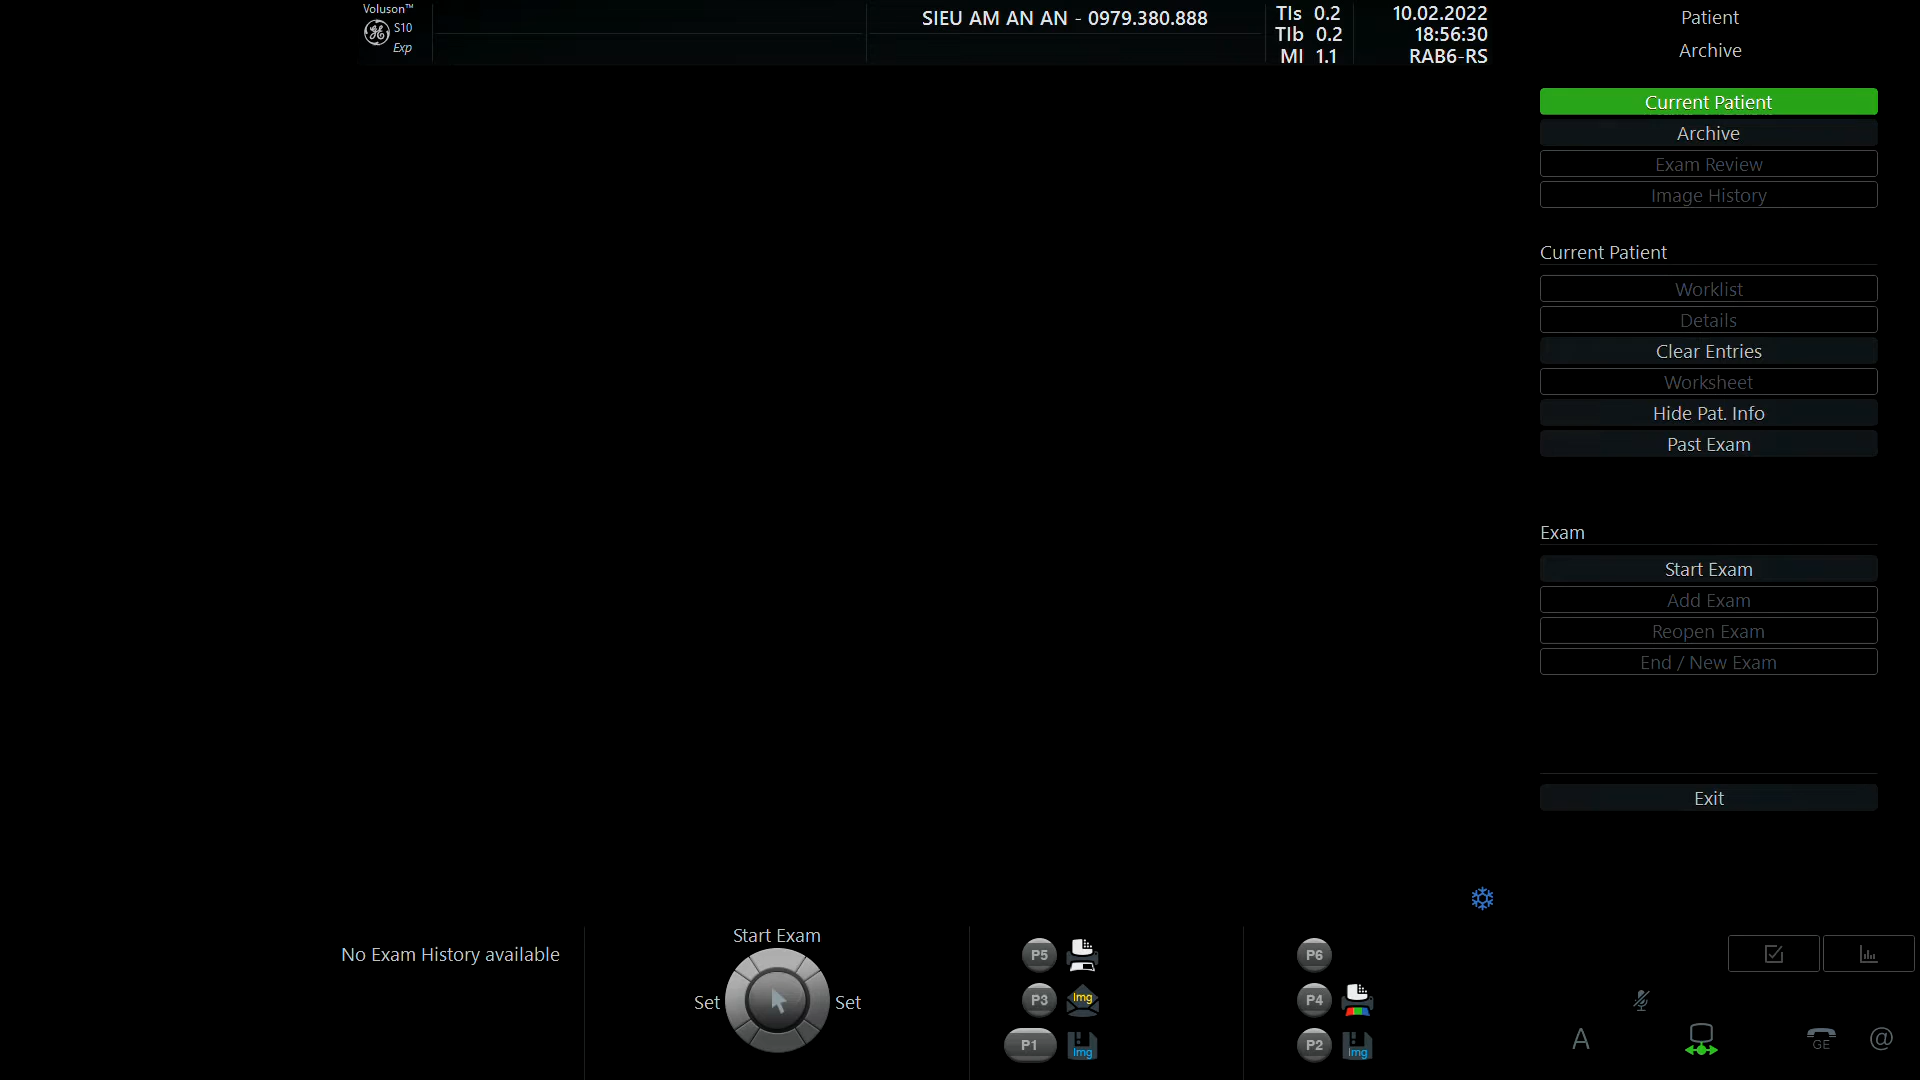 Voluson™
S10
Exp
SIEU AM AN AN - 0979.380.888
TIs 0.2
TIb 0.2
MI 1.1
10.02.2022
18:56:30
RAB6-RS
Patient
Archive
Current Patient
Archive
Exam Review
Image History
Current Patient
Worklist
Details
Clear Entries
Worksheet
Hide Pat. Info
Past Exam
Exam
Start Exam
Add Exam
Reopen Exam
End / New Exam
Exit
No Exam History available
Start Exam
Set
Set
P5
P3
Img
P1
Img
P6
P4
P2
Img
A
GE
@